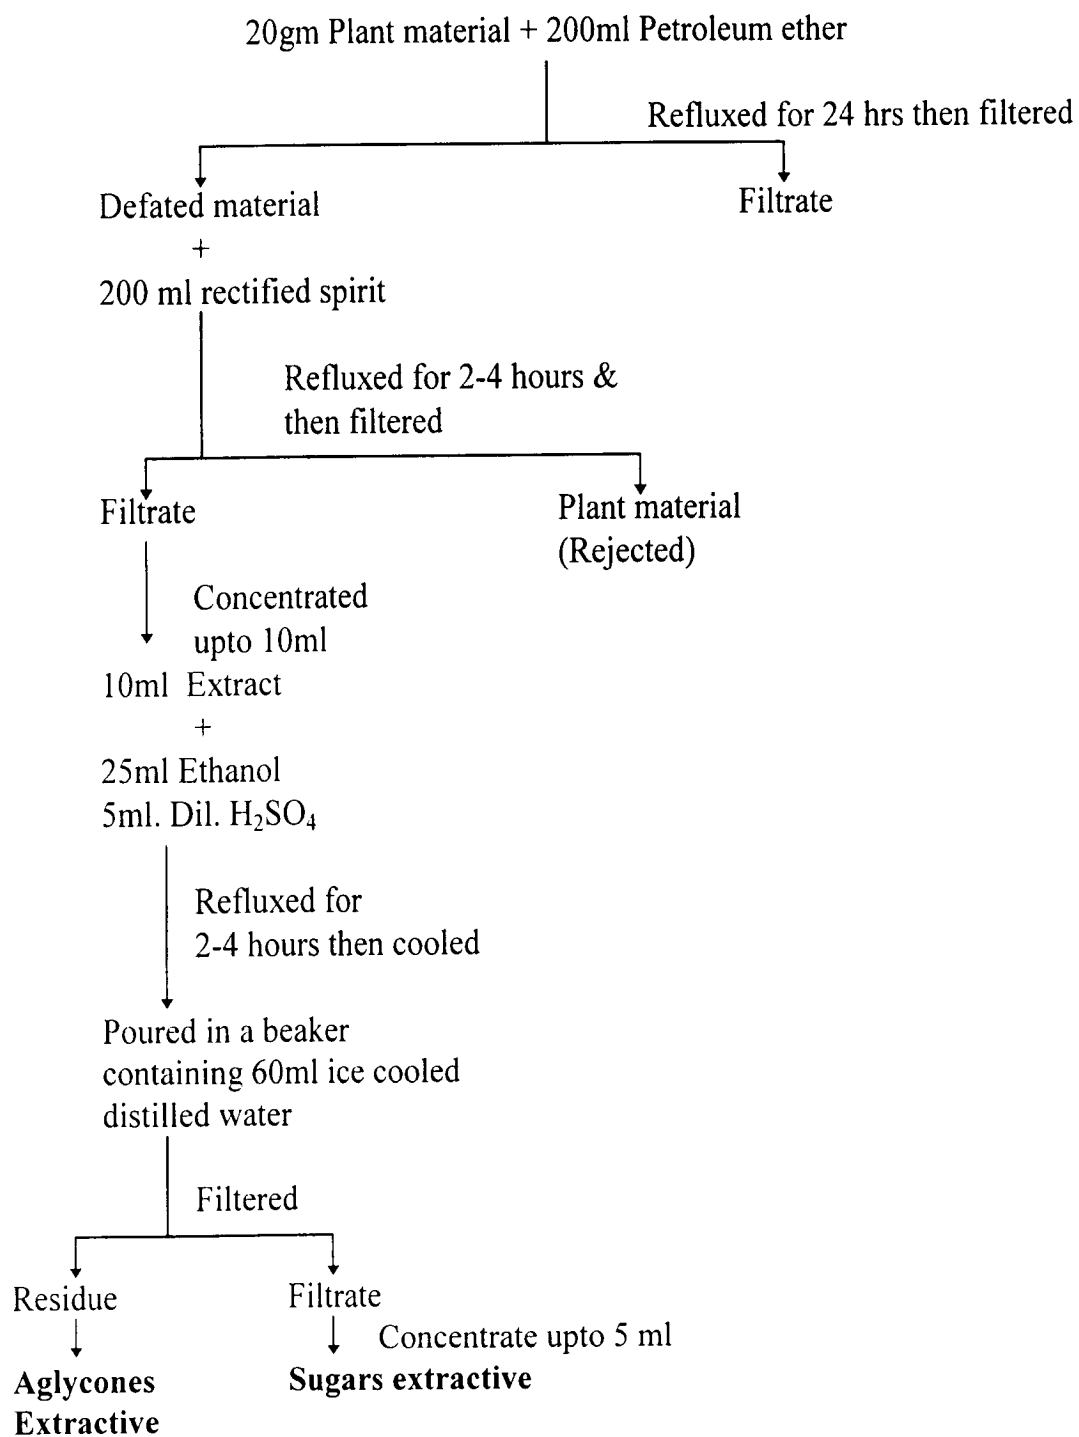 20gm Plant material + 200ml Petroleum ether
Refluxed for 24 hrs then filtered
Defated material
Filtrate
+
200 ml rectified spirit
Refluxed for 2-4 hours &
then filtered
Filtrate
Plant material
(Rejected)
Concentrated
upto 10ml
10ml Extract
+
25ml Ethanol
5ml. Dil. H₂SO₄
Refluxed for
2-4 hours then cooled
Poured in a beaker
containing 60ml ice cooled
distilled water
Filtered
Residue
Filtrate
Concentrate upto 5 ml
Aglycones
Extractive
Sugars extractive